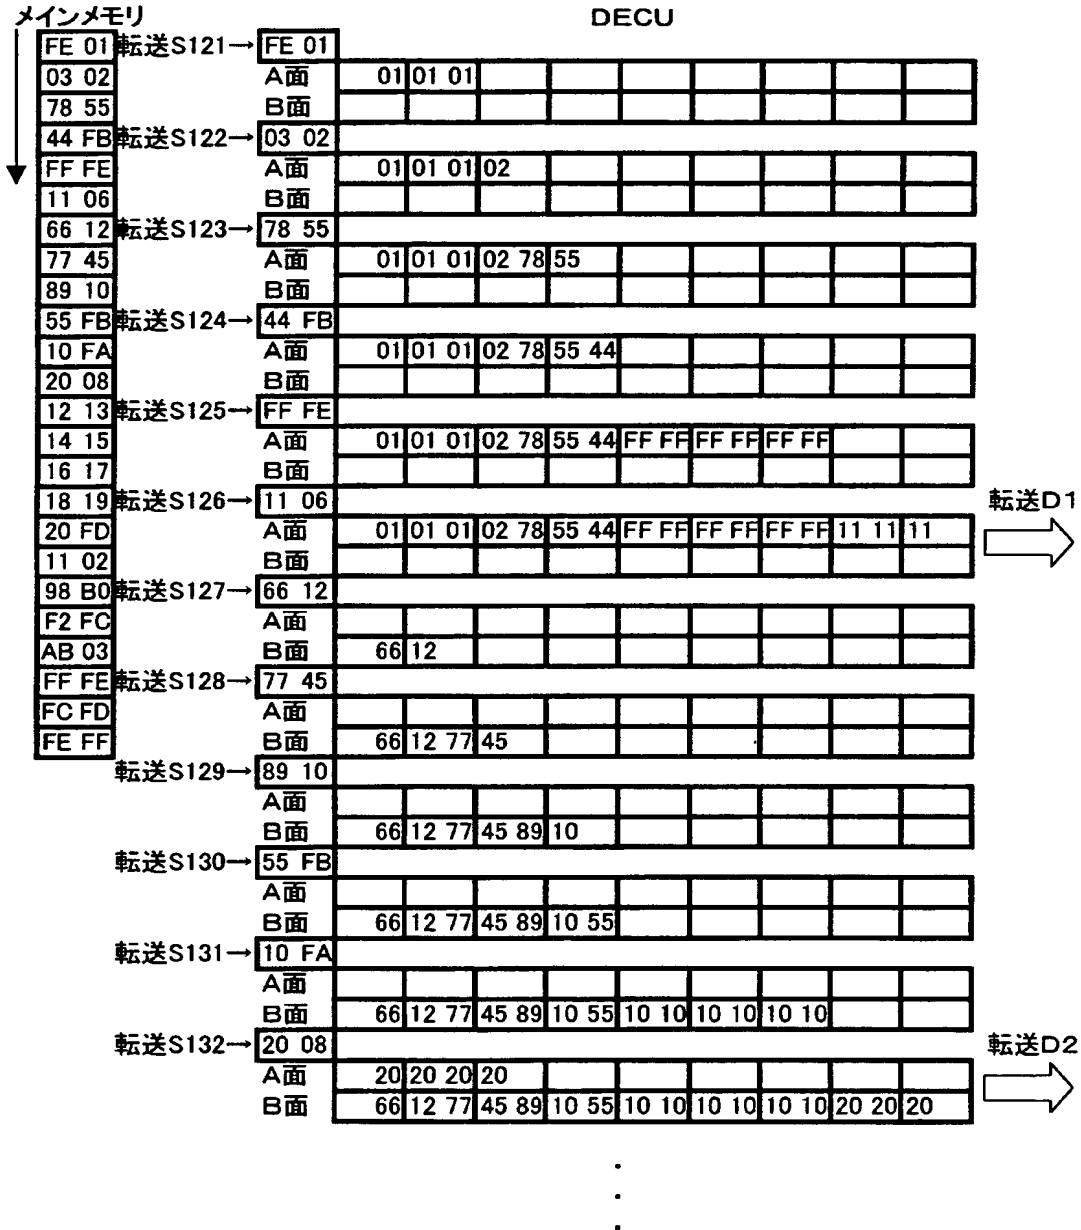 メインメモリ DECU
FE 01 転送S121→ FE 01
03 02 A面 01 01 01
78 55 B面
44 FB 転送S122→ 03 02
FF FE A面 01 01 01 02
11 06 B面
66 12 転送S123→ 78 55
77 45 A面 01 01 01 02 78 55
89 10 B面
55 FB 転送S124→ 44 FB
10 FA A面 01 01 01 02 78 55 44
20 08 B面
12 13 転送S125→ FF FE
14 15 A面 01 01 01 02 78 55 44 FF FF FF FF FF FF
16 17 B面
18 19 転送S126→ 11 06 転送D1
20 FD A面 01 01 01 02 78 55 44 FF FF FF FF FF FF 11 11 11
11 02 B面
98 B0 転送S127→ 66 12
F2 FC A面
AB 03 B面 66 12
FF FE 転送S128→ 77 45
FC FD A面
FE FF B面 66 12 77 45
転送S129→ 89 10
A面
B面 66 12 77 45 89 10
転送S130→ 55 FB
A面
B面 66 12 77 45 89 10 55
転送S131→ 10 FA
A面
B面 66 12 77 45 89 10 55 10 10 10 10 10 10
転送S132→ 20 08 転送D2
A面 20 20 20 20
B面 66 12 77 45 89 10 55 10 10 10 10 10 10 20 20 20